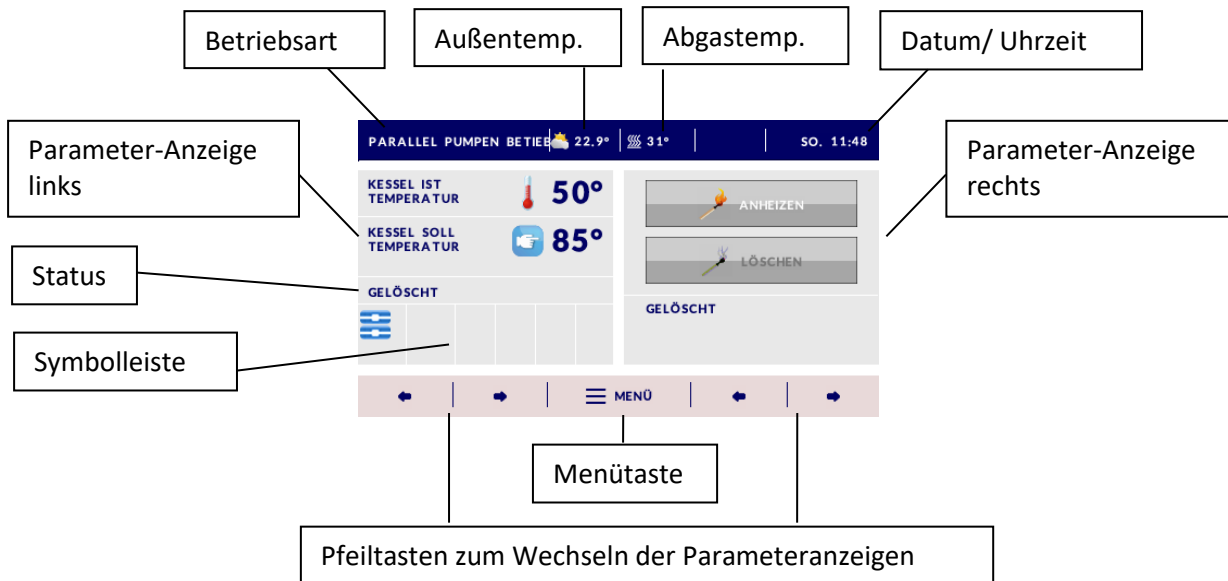 Betriebsart
Außentemp.
Abgastemp.
Datum/ Uhrzeit
Parameter-Anzeige
links
PARALLEL PUMPEN BETIEB
22.9°
31°
SO. 11:48
Parameter-Anzeige
rechts
KESSEL IST
TEMPERATUR
50°
KESSEL SOLL
TEMPERATUR
85°
ANHEIZEN
LÖSCHEN
Status
GELÖSCHT
GELÖSCHT
Symbolleiste
MENÜ
Menütaste
Pfeiltasten zum Wechseln der Parameteranzeigen